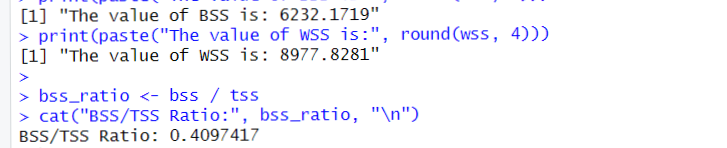 [1] "The value of BSS is: 6232.1719"
> print(paste("The value of WSS is:", round(wss, 4)))
[1] "The value of WSS is: 8977.8281"
>
> bss_ratio <- bss / tss
> cat("BSS/TSS Ratio:", bss_ratio, "\n")
BSS/TSS Ratio: 0.4097417